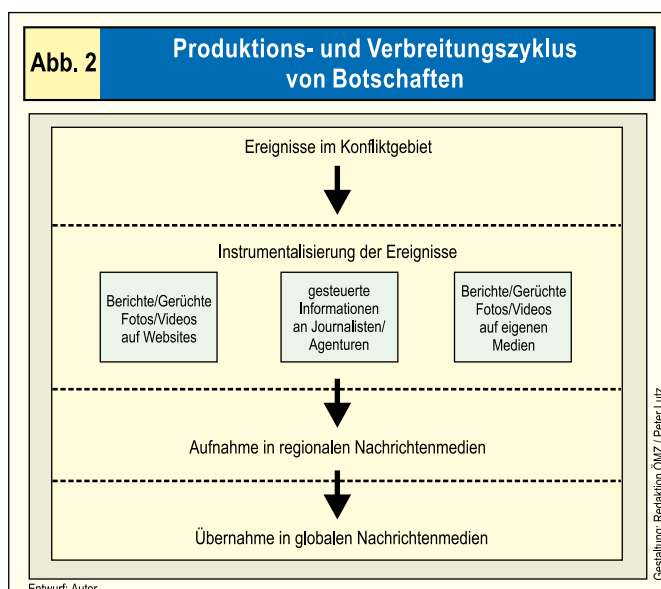 Abb. 2
Produktions- und Verbreitungszyklus
von Botschaften
Ereignisse im Konfliktgebiet
Instrumentalisierung der Ereignisse
Berichte/Gerüchte
Fotos/Videos
auf Websites
gesteuerte
Informationen
an Journalisten/
Agenturen
Berichte/Gerüchte
Fotos/Videos
auf eigenen
Medien
Aufnahme in regionalen Nachrichtenmedien
Übernahme in globalen Nachrichtenmedien
Gestaltung: Redaktion ÖMZ / Peter Lutz
Entwurf: Autor